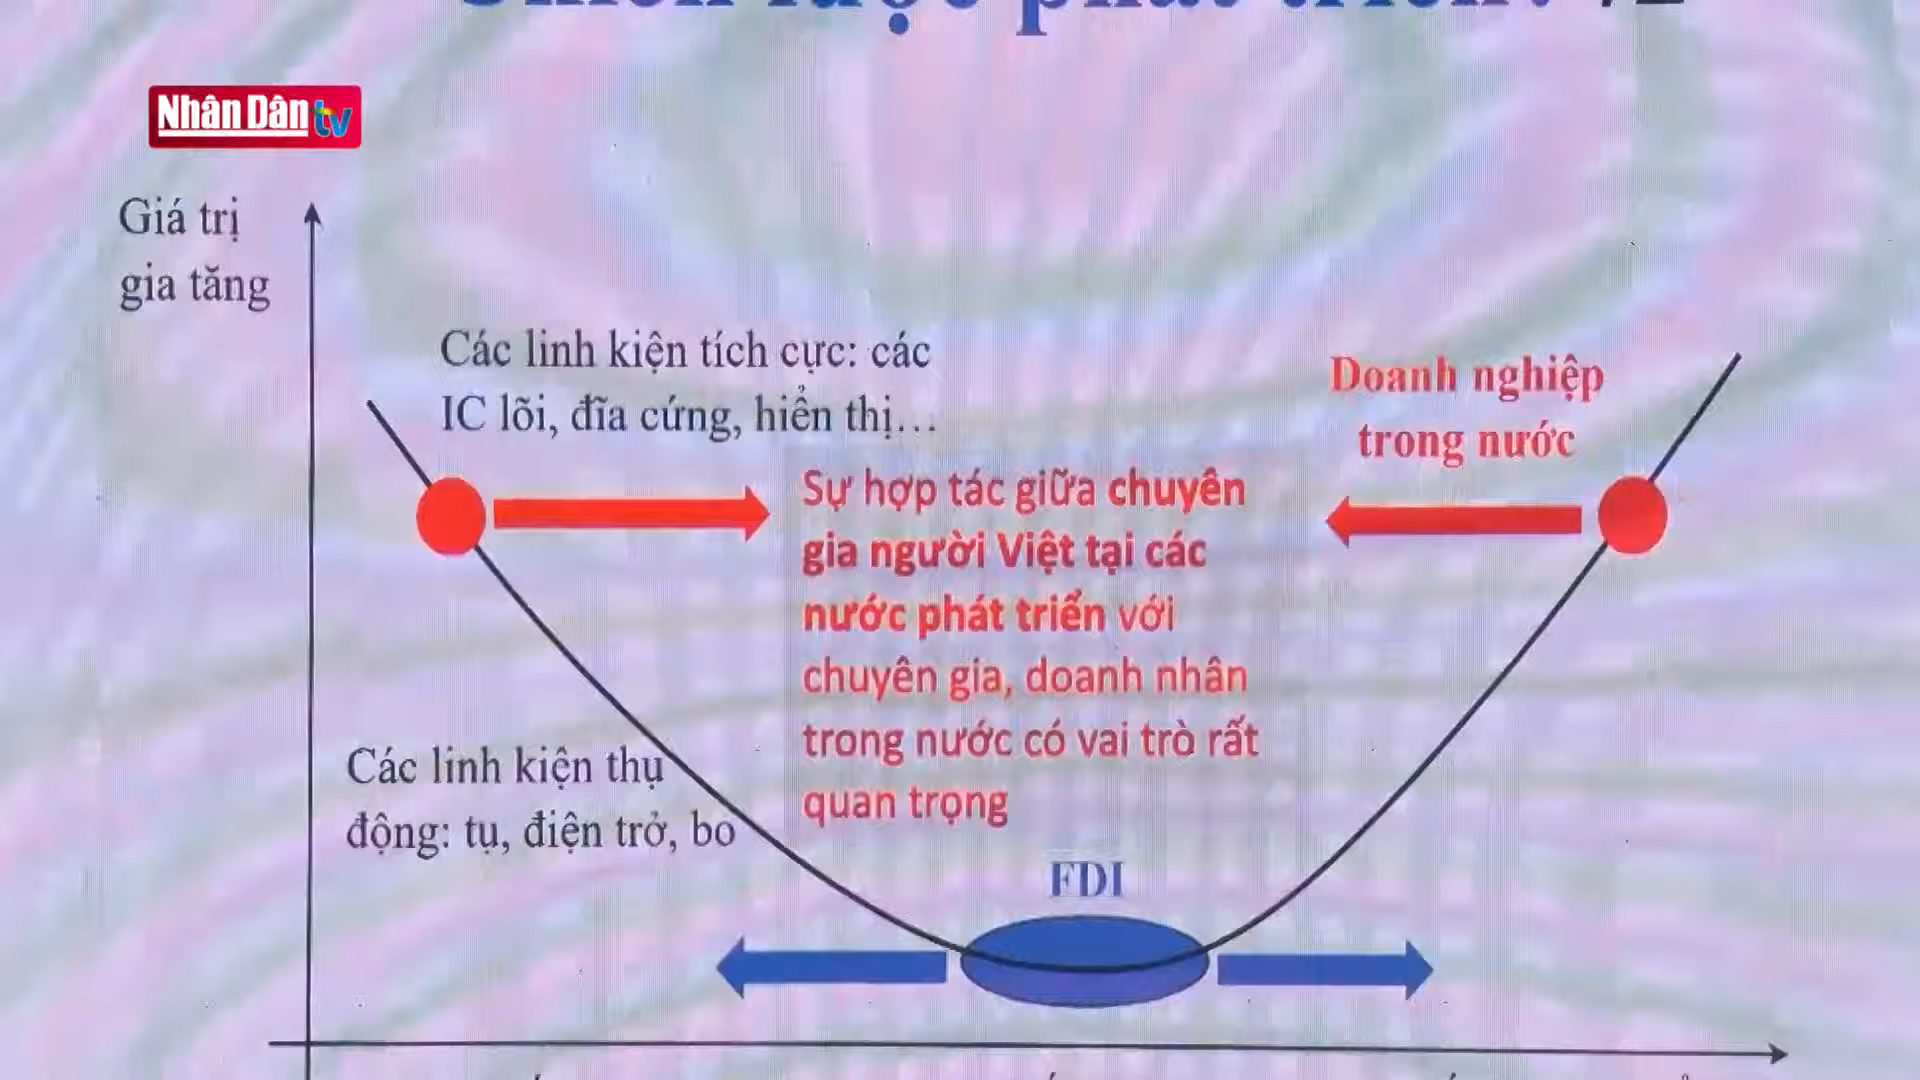 lược phát triển
Nhân Dân tv
Giá trị
gia tăng
Các linh kiện tích cực: các
IC lõi, đĩa cứng, hiển thị…
Doanh nghiệp
trong nước
Sự hợp tác giữa chuyên
gia người Việt tại các
nước phát triển với
chuyên gia, doanh nhân
trong nước có vai trò rất
quan trọng
Các linh kiện thụ
động: tụ, điện trở, bo
FDI